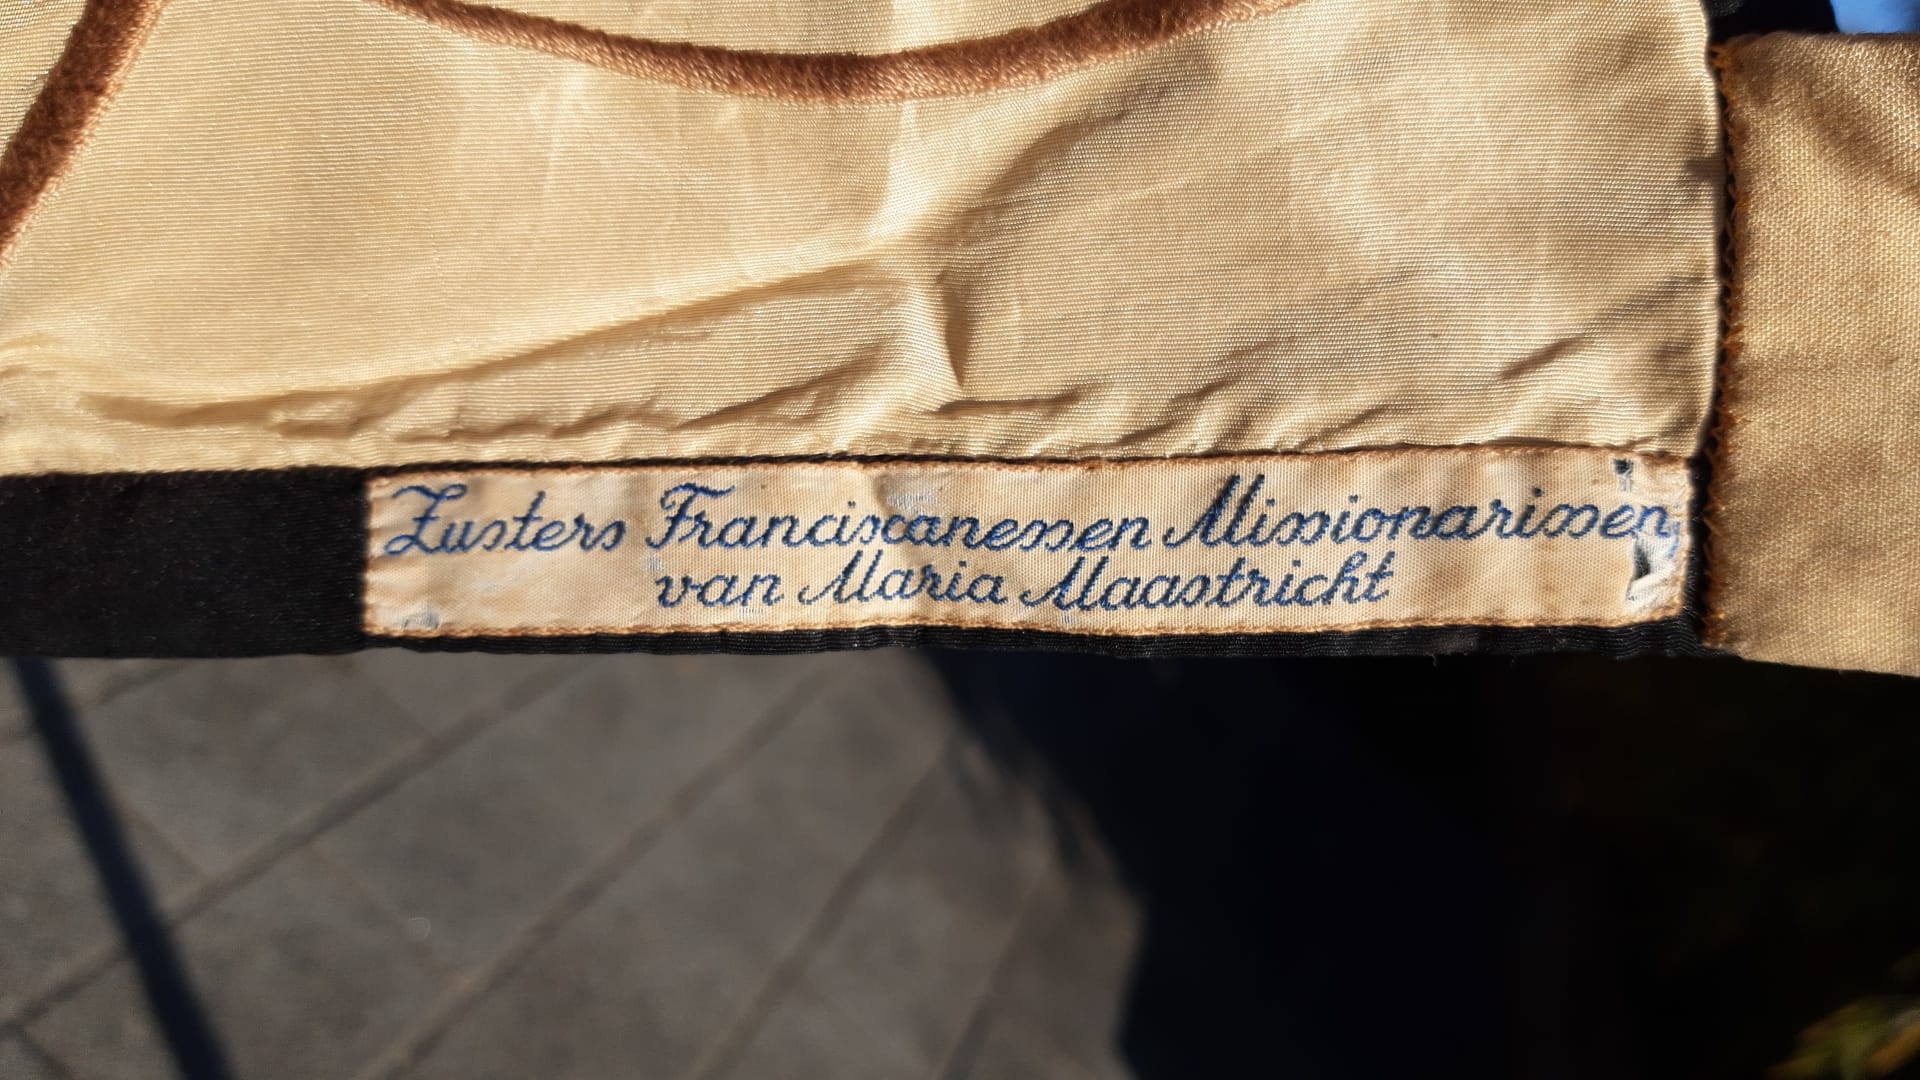 Zusters Franciscanessen Missionarissen,
van Maria Maastricht